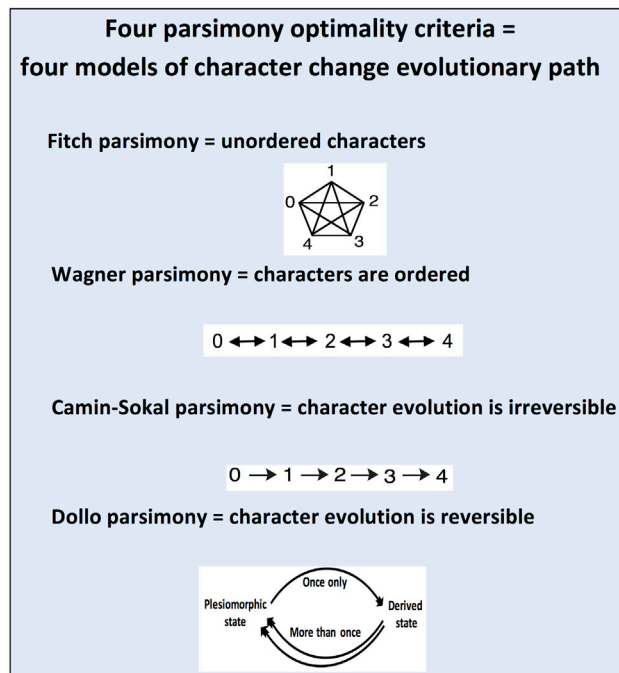 Four parsimony optimality criteria =
four models of character change evolutionary path
Fitch parsimony = unordered characters
1
0 2
4 3
Wagner parsimony = characters are ordered
0 ↔ 1 ↔ 2 ↔ 3 ↔ 4
Camin-Sokal parsimony = character evolution is irreversible
0 → 1 → 2 → 3 → 4
Dollo parsimony = character evolution is reversible
Once only
Plesiomorphic
state
Derived
state
More than once